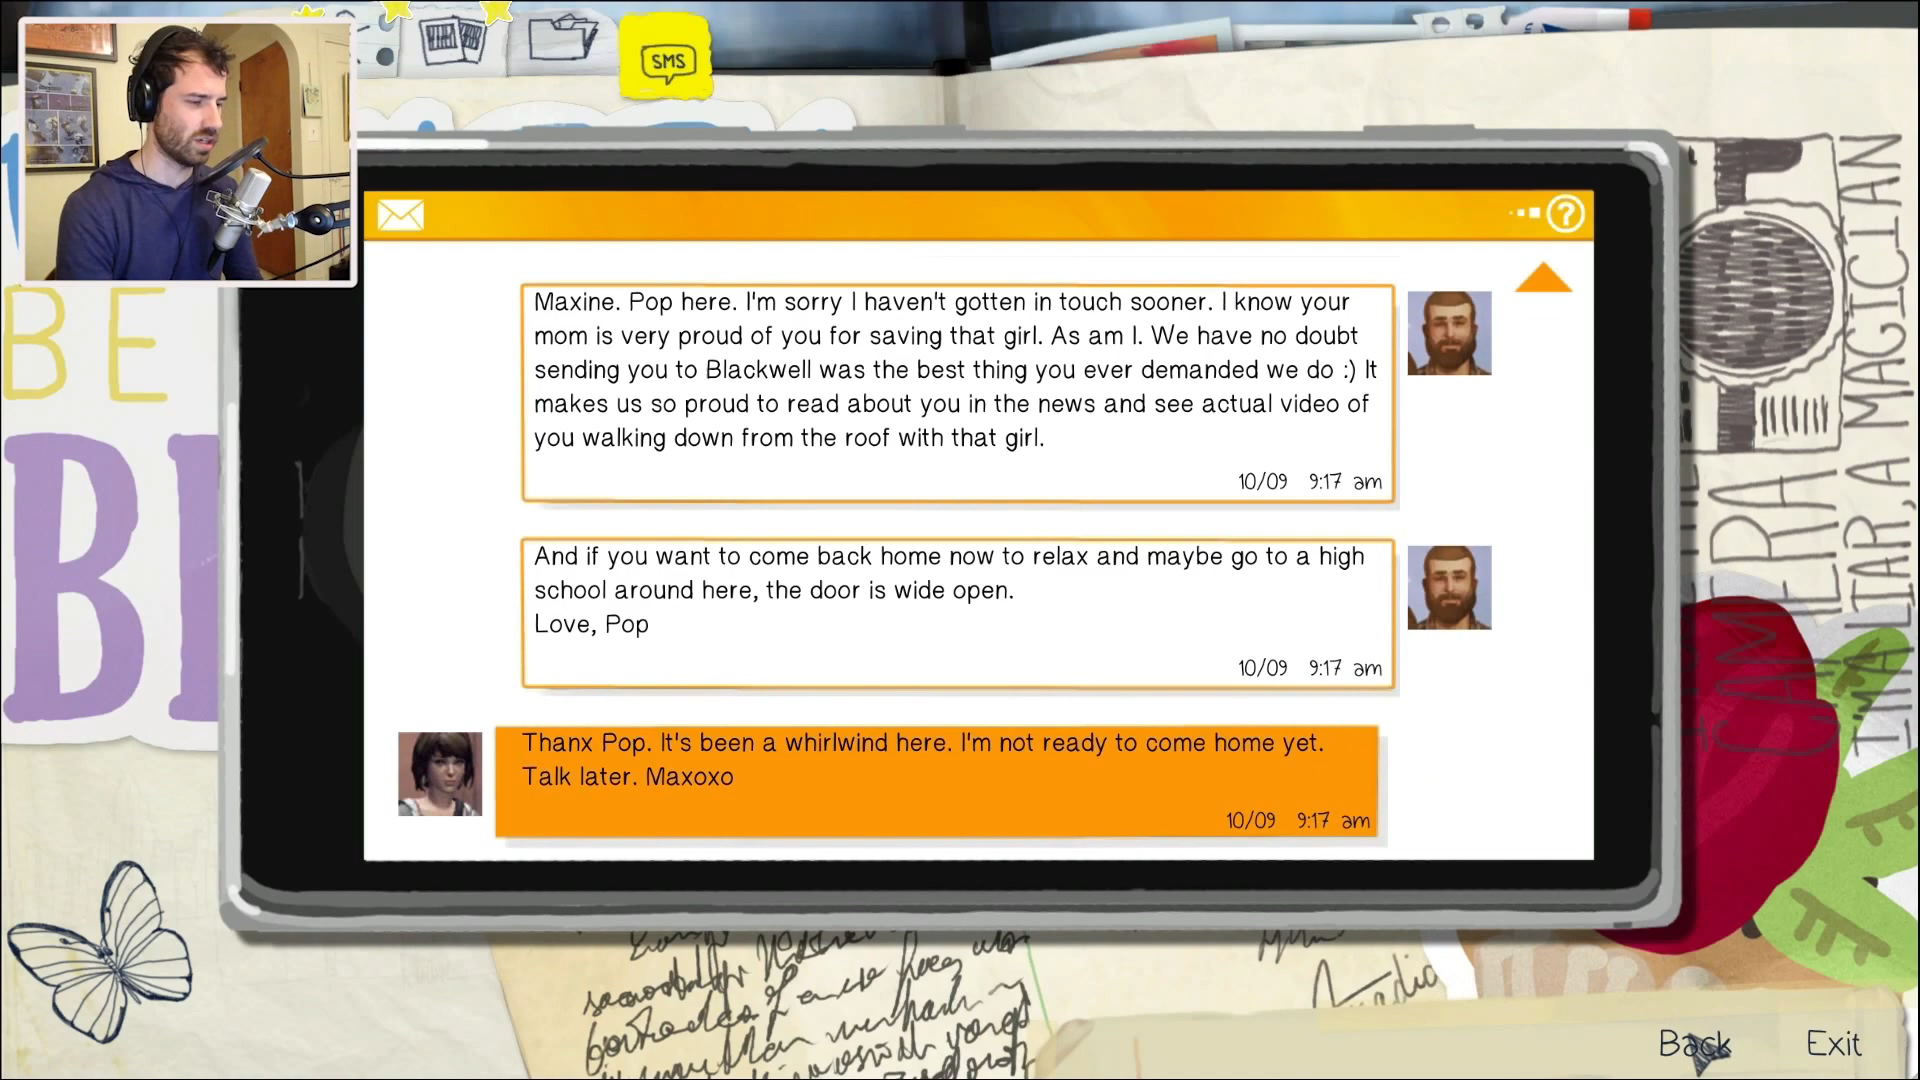 SMS
Maxine. Pop here. I'm sorry I haven't gotten in touch sooner. I know your
mom is very proud of you for saving that girl. As am I. We have no doubt
sending you to Blackwell was the best thing you ever demanded we do :) It
makes us so proud to read about you in the news and see actual video of
you walking down from the roof with that girl.
10/09 9:17 am
And if you want to come back home now to relax and maybe go to a high
school around here, the door is wide open.
Love, Pop
10/09 9:17 am
Thanx Pop. It's been a whirlwind here. I'm not ready to come home yet.
Talk later. Maxoxo
10/09 9:17 am
BE
CAMERA
LIAR, A MAGICIAN
Back
Exit